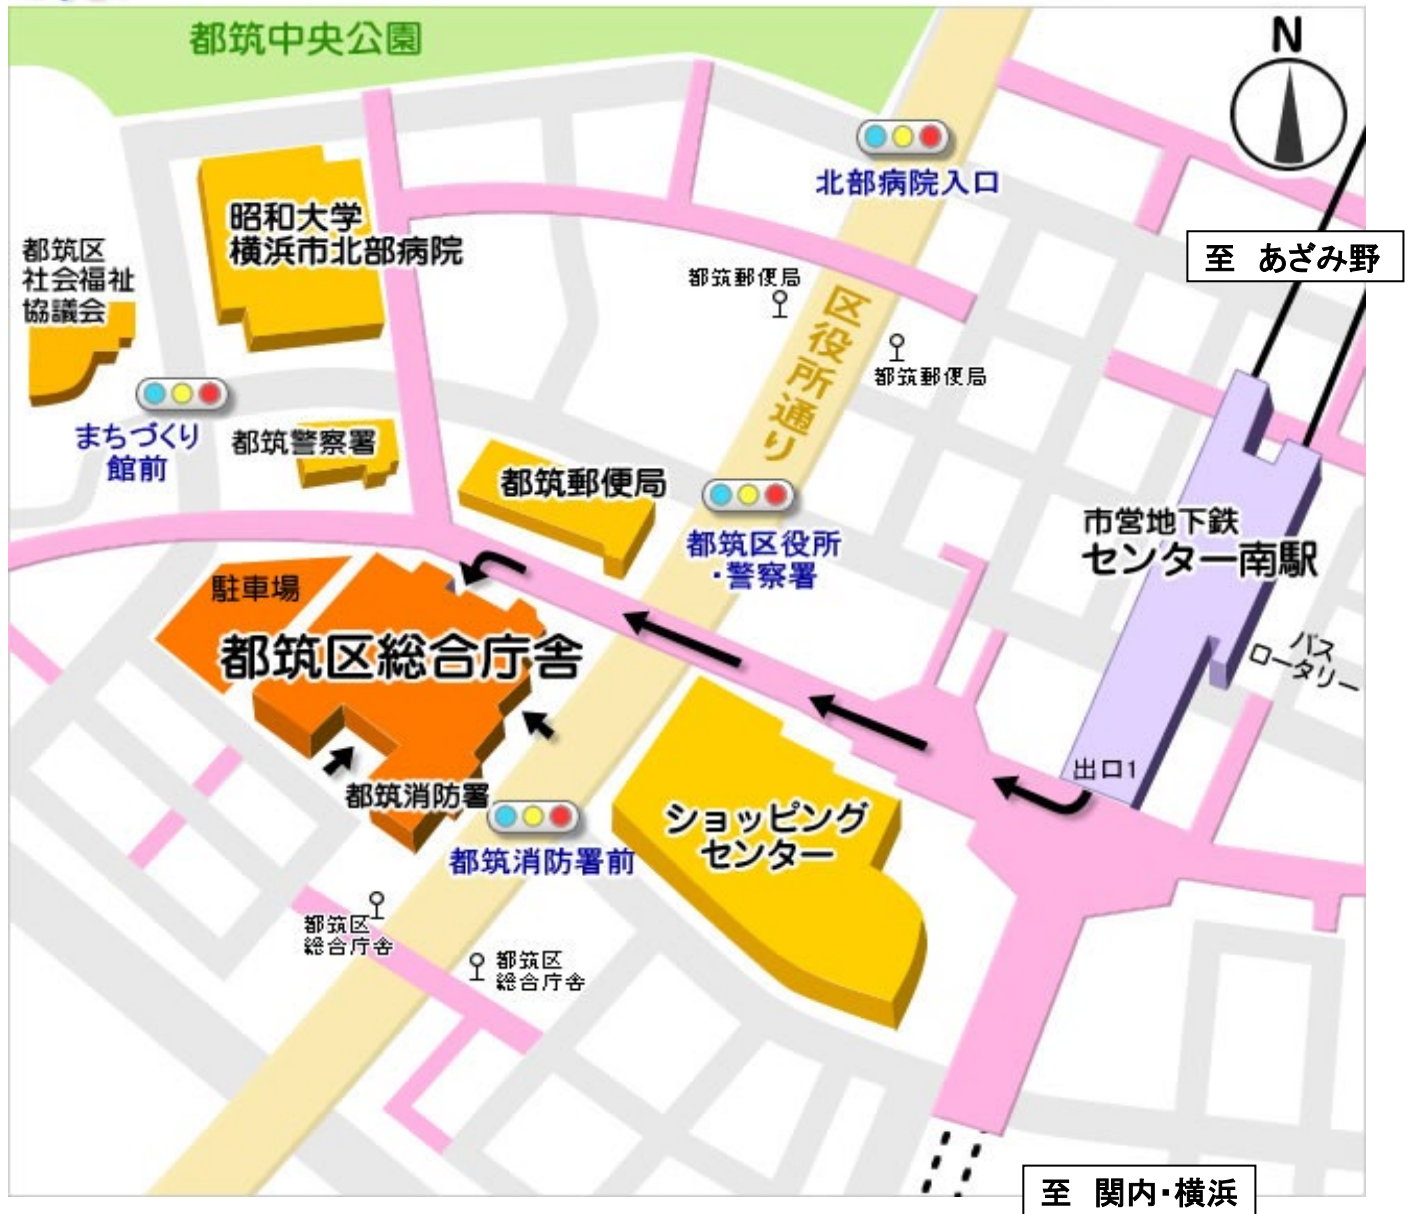 都筑中央公園
N
北部病院入口
昭和大学
横浜市北部病院
都筑区
社会福祉
協議会
至　あざみ野
都筑郵便局
区役所通り
都筑郵便局
まちづくり
館前
都筑警察署
都筑郵便局
都筑区役所
・警察署
市営地下鉄
センター南駅
駐車場
都筑区総合庁舎
バス
ロータリー
出口1
都筑消防署
都筑消防署前
ショッピング
センター
都筑区
総合庁舎
都筑区
総合庁舎
至　関内・横浜